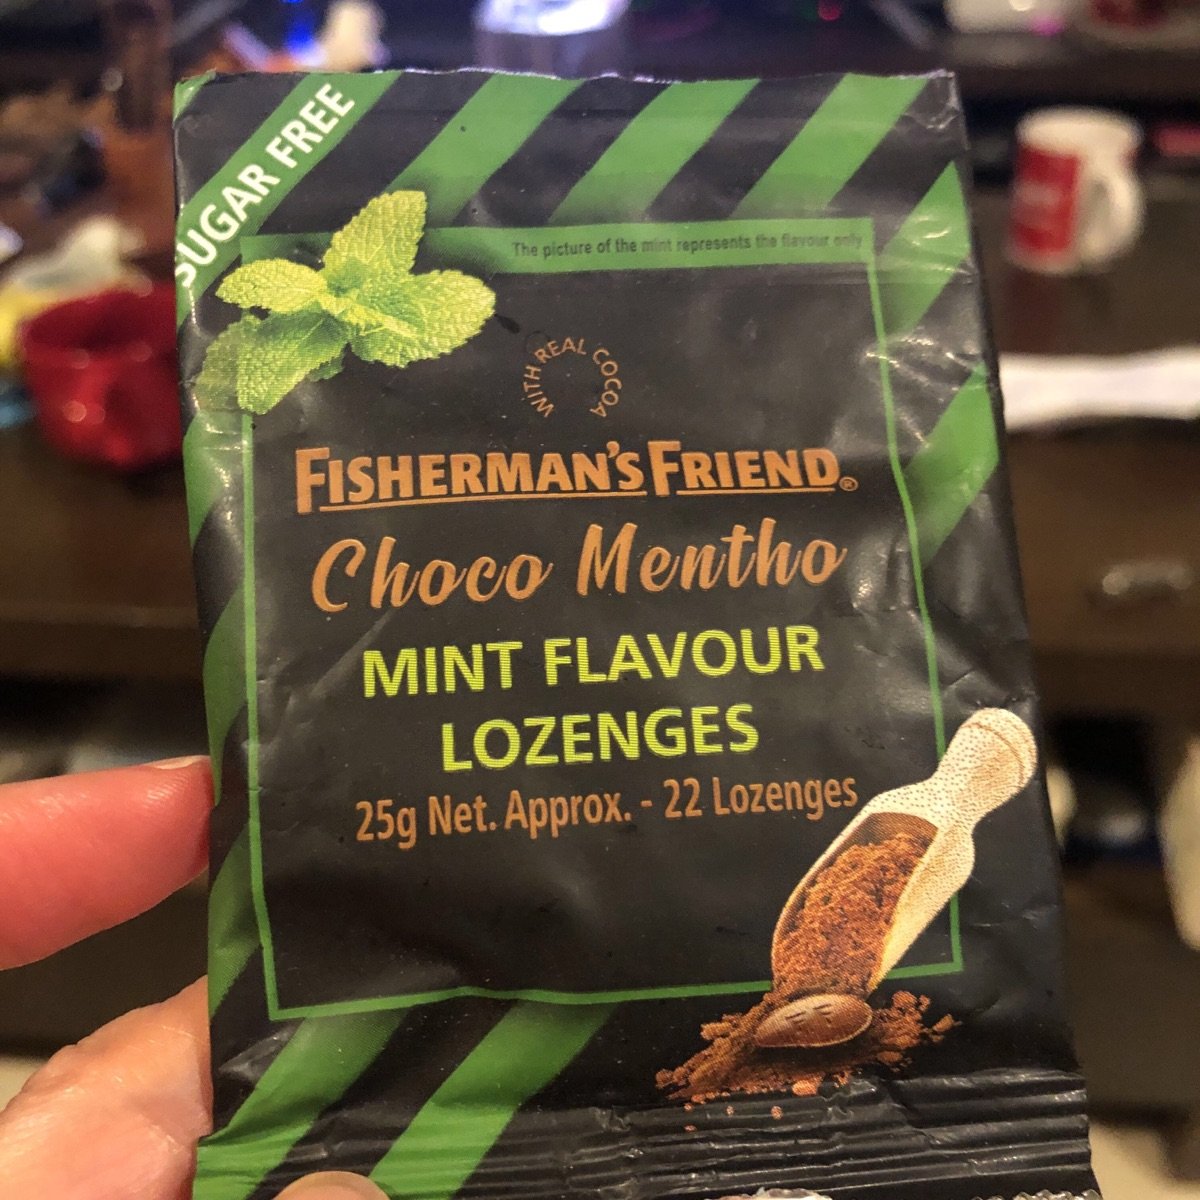 SUGAR FREE
The picture of the mint represents the flavour only
WITH REAL COCOA
FISHERMAN'S FRIEND®
Choco Mentho
MINT FLAVOUR
LOZENGES
25g Net. Approx. - 22 Lozenges
FF